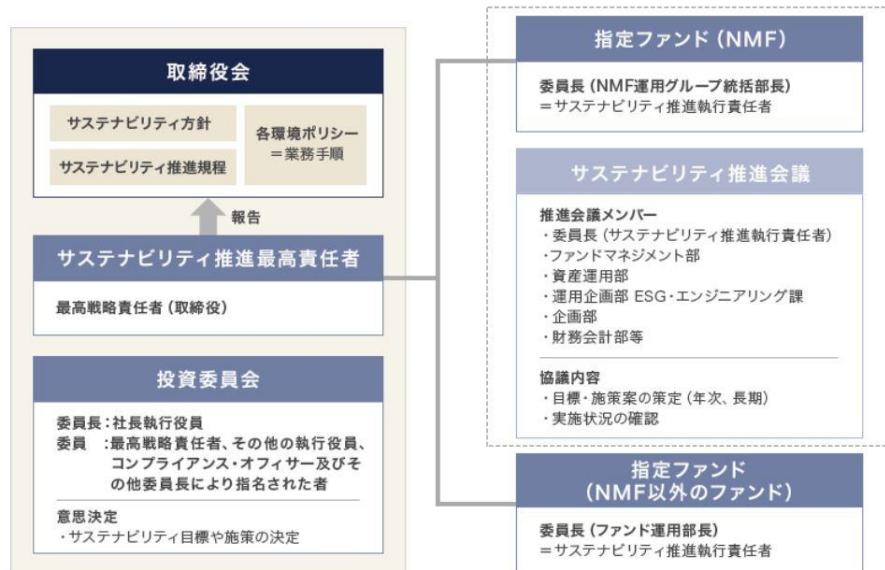 取締役会
サステナビリティ方針
サステナビリティ推進規程
各環境ポリシー
＝業務手順
報告
サステナビリティ推進最高責任者
最高戦略責任者（取締役）
投資委員会
委員長：社長執行役員
委員　：最高戦略責任者、その他の執行役員、
コンプライアンス・オフィサー及びそ
の他委員長により指名された者
意思決定
・サステナビリティ目標や施策の決定
指定ファンド（NMF）
委員長（NMF運用グループ統括部長）
＝サステナビリティ推進執行責任者
サステナビリティ推進会議
推進会議メンバー
・委員長（サステナビリティ推進執行責任者）
・ファンドマネジメント部
・資産運用部
・運用企画部 ESG・エンジニアリング課
・企画部
・財務会計部等
協議内容
・目標・施策案の策定（年次、長期）
・実施状況の確認
指定ファンド
（NMF以外のファンド）
委員長（ファンド運用部長）
＝サステナビリティ推進執行責任者